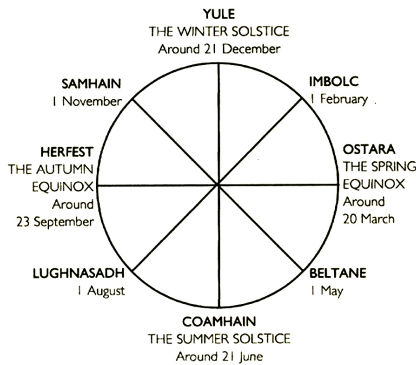 YULE
THE WINTER SOLSTICE
Around 21 December
SAMHAIN
1 November
IMBOLC
1 February
HERFEST
THE AUTUMN
EQUINOX
Around
23 September
OSTARA
THE SPRING
EQUINOX
Around
20 March
LUGHNASADH
1 August
BELTANE
1 May
COAMHAIN
THE SUMMER SOLSTICE
Around 21 June